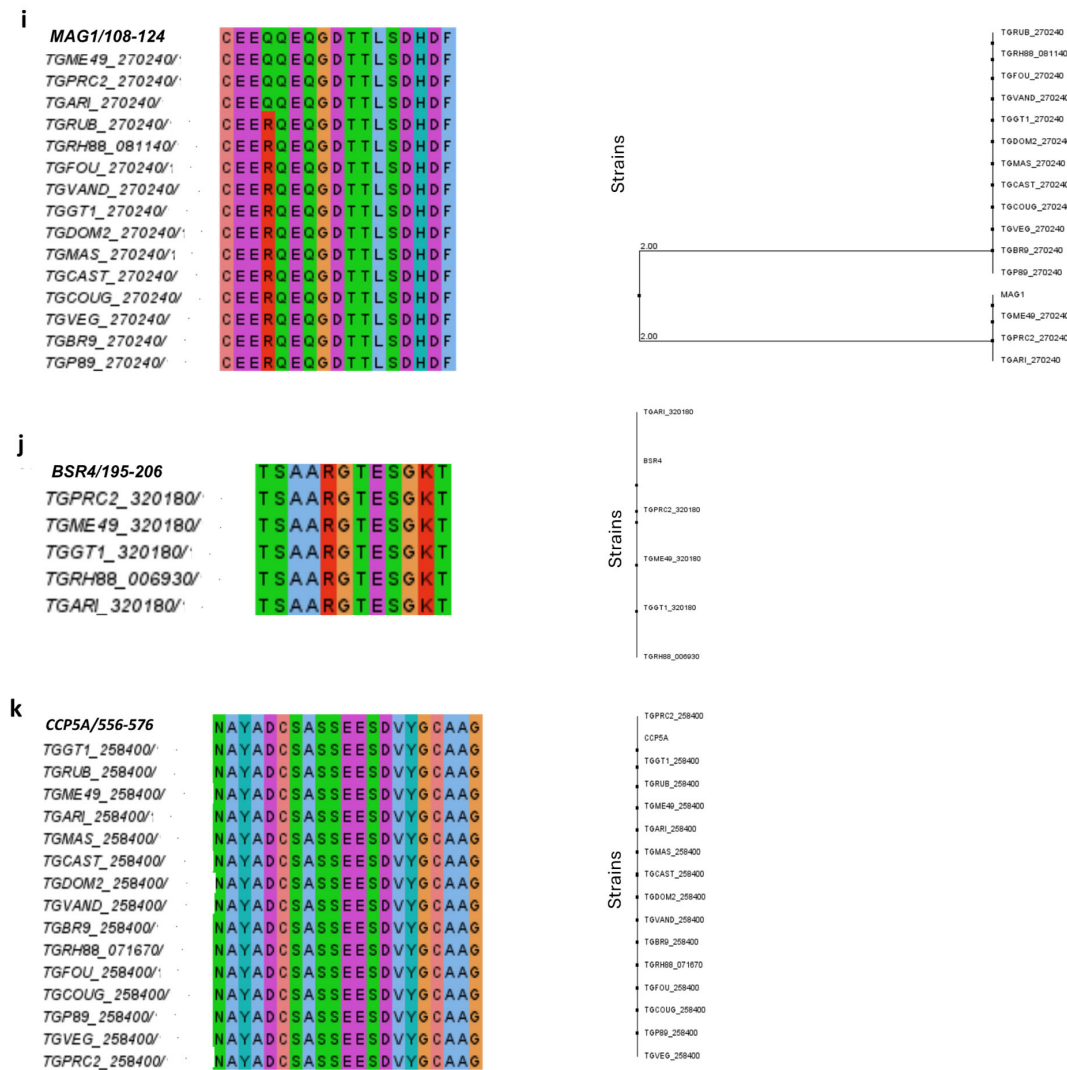 i
MAG1/108-124 CEEQQEQGDTTLSDHDF
TGME49_270240/ CEEQQEQGDTTLSDHDF
TGPRC2_270240/ CEEQQEQGDTTLSDHDF
TGARI_270240/ CEEQQEQGDTTLSDHDF
TGRUB_270240/ CEERQEQGDTTLSDHDF
TGRH88_081140/ CEERQEQGDTTLSDHDF
TGFOU_270240/ CEERQEQGDTTLSDHDF
TGVAND_270240/ CEERQEQGDTTLSDHDF
TGGT1_270240/ CEERQEQGDTTLSDHDF
TGDOM2_270240/ CEERQEQGDTTLSDHDF
TGMAS_270240/ CEERQEQGDTTLSDHDF
TGCAST_270240/ CEERQEQGDTTLSDHDF
TGCOUG_270240/ CEERQEQGDTTLSDHDF
TGVEG_270240/ CEERQEQGDTTLSDHDF
TGBR9_270240/ CEERQEQGDTTLSDHDF
TGP89_270240/ CEERQEQGDTTLSDHDF
Strains
2.00
2.00
TGRUB_270240
TGRH88_081140
TGFOU_270240
TGVAND_270240
TGGT1_270240
TGDOM2_270240
TGMAS_270240
TGCAST_270240
TGCOUG_270240
TGVEG_270240
TGBR9_270240
TGP89_270240
MAG1
TGME49_270240
TGPRC2_270240
TGARI_270240
j
BSR4/195-206 TSAARGTESGKT
TGPRC2_320180/ TSAARGTESGKT
TGME49_320180/ TSAARGTESGKT
TGGT1_320180/ TSAARGTESGKT
TGRH88_006930/ TSAARGTESGKT
TGARI_320180/ TSAARGTESGKT
Strains
TGARI_320180
BSR4
TGPRC2_320180
TGME49_320180
TGGT1_320180
TGRH88_006930
k
CCP5A/556-576 NAYADCSASSEESDVYGCAAG
TGGT1_258400/ NAYADCSASSEESDVYGCAAG
TGRUB_258400/ NAYADCSASSEESDVYGCAAG
TGME49_258400/ NAYADCSASSEESDVYGCAAG
TGARI_258400/ NAYADCSASSEESDVYGCAAG
TGMAS_258400/ NAYADCSASSEESDVYGCAAG
TGCAST_258400/ NAYADCSASSEESDVYGCAAG
TGDOM2_258400/ NAYADCSASSEESDVYGCAAG
TGVAND_258400/ NAYADCSASSEESDVYGCAAG
TGBR9_258400/ NAYADCSASSEESDVYGCAAG
TGRH88_071670/ NAYADCSASSEESDVYGCAAG
TGFOU_258400/ NAYADCSASSEESDVYGCAAG
TGCOUG_258400/ NAYADCSASSEESDVYGCAAG
TGP89_258400/ NAYADCSASSEESDVYGCAAG
TGVEG_258400/ NAYADCSASSEESDVYGCAAG
TGPRC2_258400/ NAYADCSASSEESDVYGCAAG
Strains
TGPRC2_258400
CCP5A
TGGT1_258400
TGRUB_258400
TGME49_258400
TGARI_258400
TGMAS_258400
TGCAST_258400
TGDOM2_258400
TGVAND_258400
TGBR9_258400
TGRH88_071670
TGFOU_258400
TGCOUG_258400
TGP89_258400
TGVEG_258400